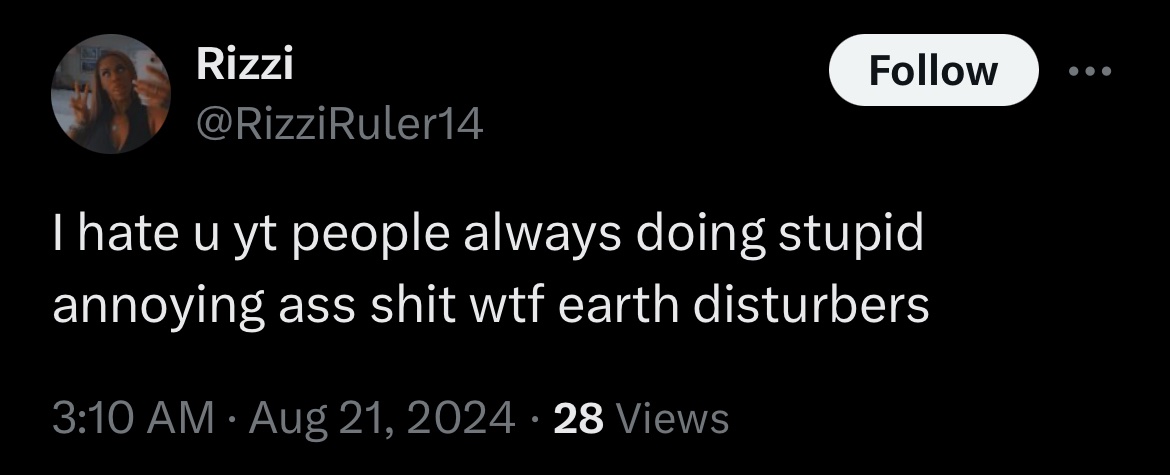 Rizzi
Follow
@RizziRuler14
I hate u yt people always doing stupid
annoying ass shit wtf earth disturbers
3:10 AM · Aug 21, 2024 · 28 Views